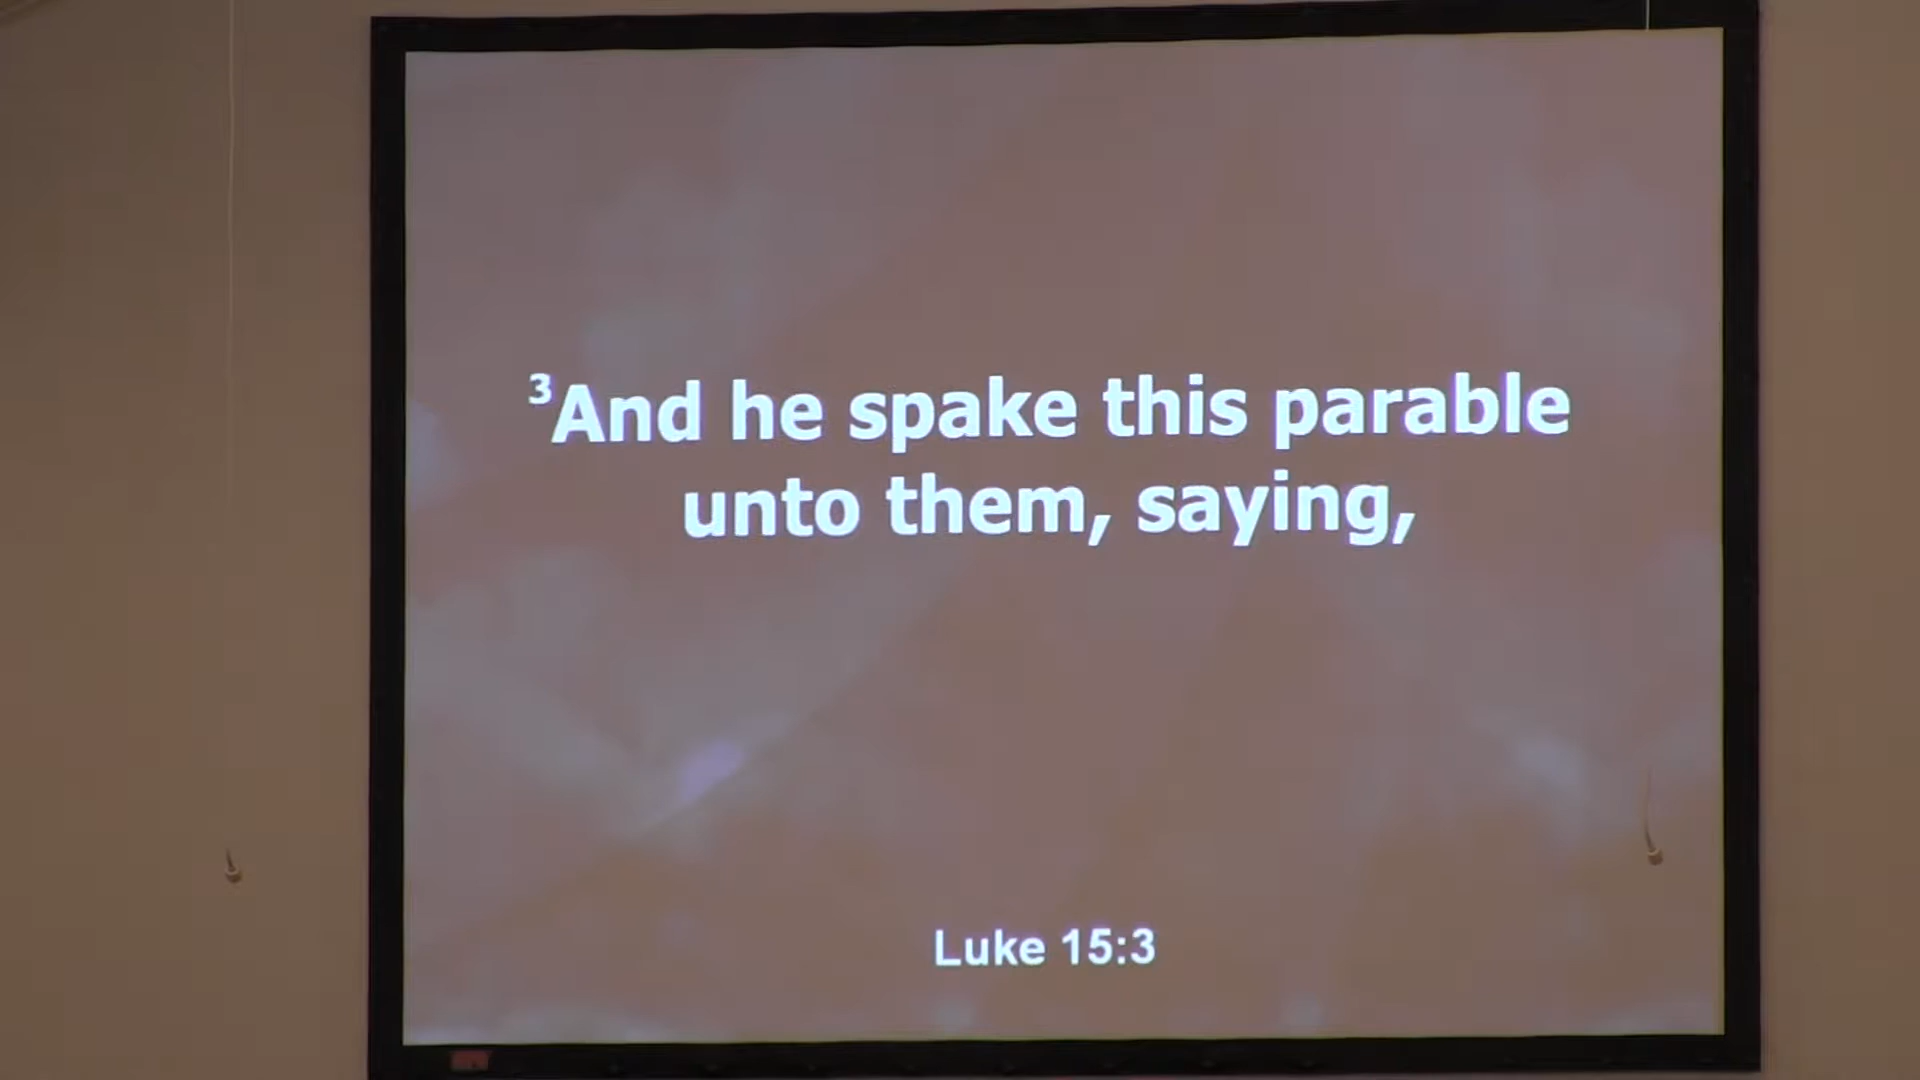 ³And he spake this parable
unto them, saying,
Luke 15:3